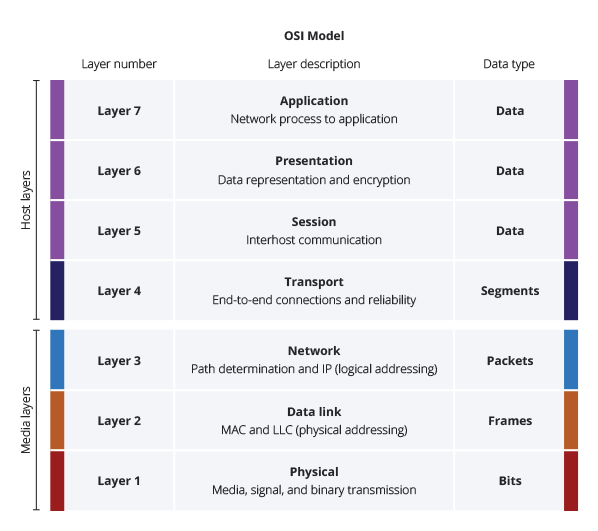 OSI Model
Layer number Layer description Data type
Host layers
Layer 7
Application
Network process to application
Data
Layer 6
Presentation
Data representation and encryption
Data
Layer 5
Session
Interhost communication
Data
Layer 4
Transport
End-to-end connections and reliability
Segments
Media layers
Layer 3
Network
Path determination and IP (logical addressing)
Packets
Layer 2
Data link
MAC and LLC (physical addressing)
Frames
Layer 1
Physical
Media, signal, and binary transmission
Bits